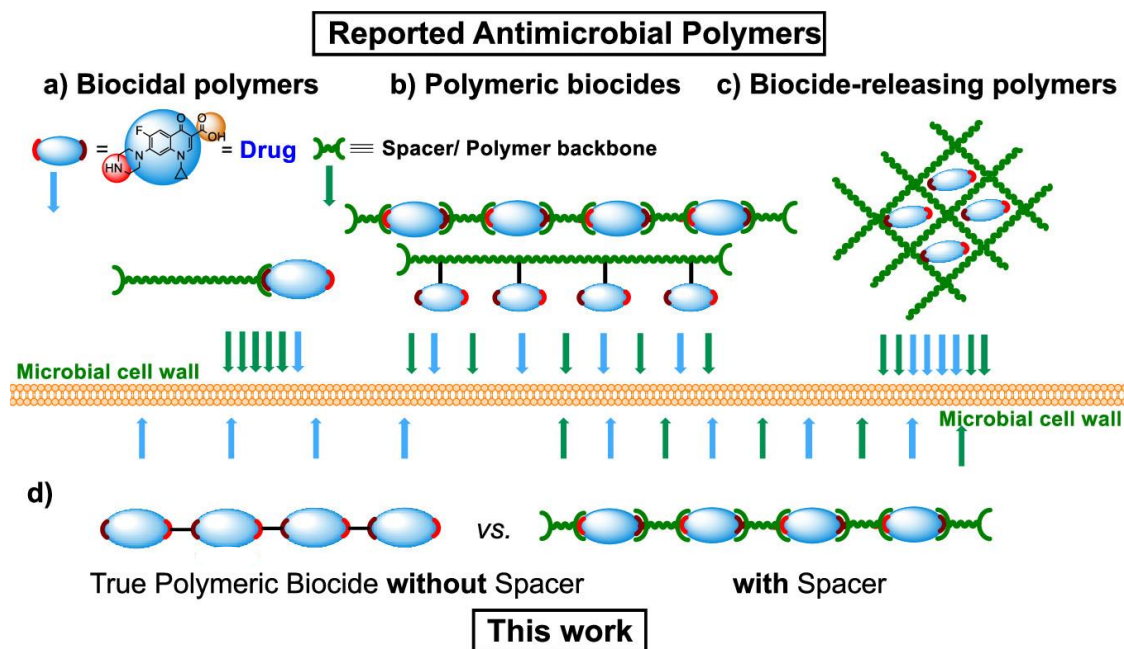 Reported Antimicrobial Polymers
a) Biocidal polymers
b) Polymeric biocides
c) Biocide-releasing polymers
= F O O OH N N HN = Drug
≡ Spacer/ Polymer backbone
Microbial cell wall
Microbial cell wall
d)
vs.
True Polymeric Biocide without Spacer
with Spacer
This work